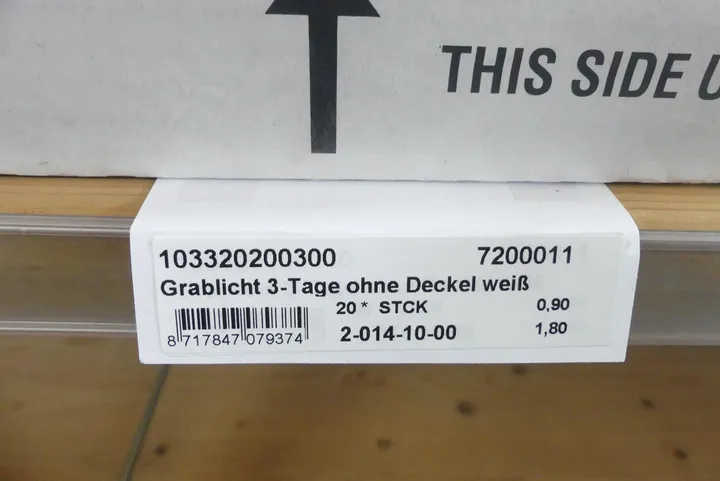 THIS SIDE U
103320200300 7200011
Grablicht 3-Tage ohne Deckel weiß
20 * STCK 0,90
8 717847 079374 2-014-10-00 1,80